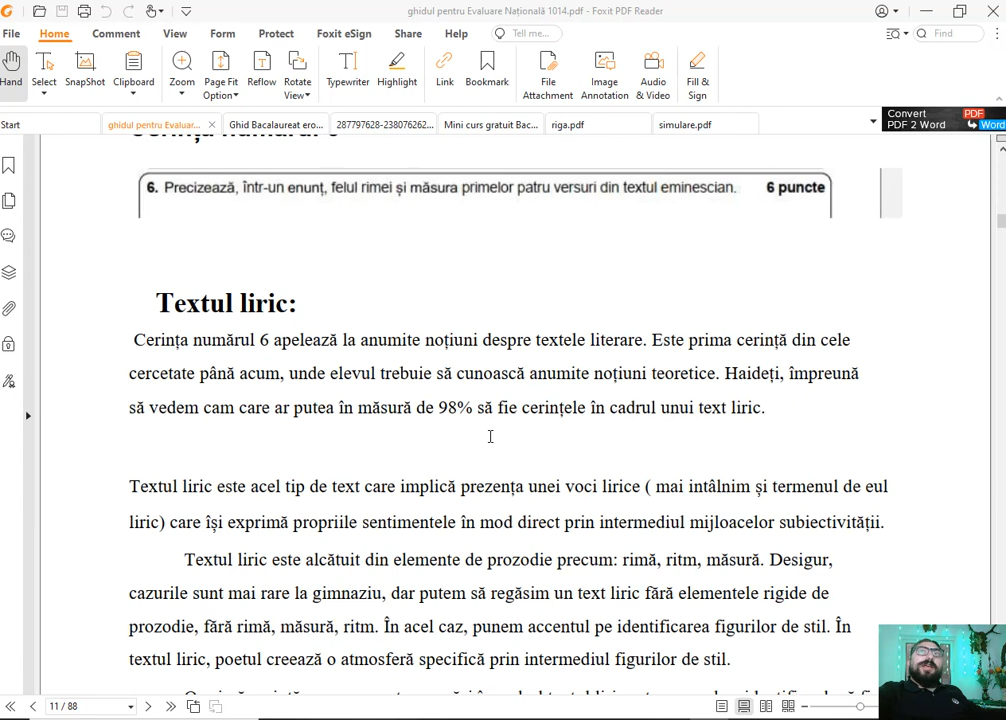 ghidul pentru Evaluare Națională 1014.pdf - Foxit PDF Reader
File Home Comment View Form Protect Foxit eSign Share Help Tell me... Find
Hand Select SnapShot Clipboard Zoom Page Fit Option Reflow Rotate View Typewriter Highlight Link Bookmark File Attachment Image Annotation Audio & Video Fill & Sign
Start ghidul pentru Evaluar... Ghid Bacalaureat ero... 287797628-238076262... Mini curs gratuit Bac... riga.pdf simulare.pdf
Convert PDF
PDF 2 Word Word
6. Precizează, într-un enunț, felul rimei și măsura primelor patru versuri din textul eminescian. 6 puncte
Textul liric:
Cerința numărul 6 apelează la anumite noțiuni despre textele literare. Este prima cerință din cele
cercetate până acum, unde elevul trebuie să cunoască anumite noțiuni teoretice. Haideți, împreună
să vedem cam care ar putea în măsură de 98% să fie cerințele în cadrul unui text liric.
Textul liric este acel tip de text care implică prezența unei voci lirice ( mai intâlnim și termenul de eul
liric) care își exprimă propriile sentimentele în mod direct prin intermediul mijloacelor subiectivității.
Textul liric este alcătuit din elemente de prozodie precum: rimă, ritm, măsură. Desigur,
cazurile sunt mai rare la gimnaziu, dar putem să regăsim un text liric fără elementele rigide de
prozodie, fără rimă, măsură, ritm. În acel caz, punem accentul pe identificarea figurilor de stil. În
textul liric, poetul creează o atmosferă specifică prin intermediul figurilor de stil.
11 / 88